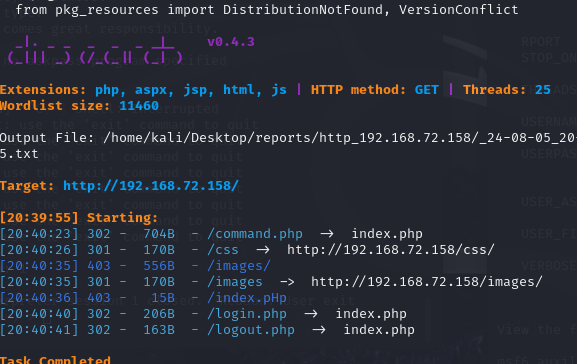 from pkg_resources import DistributionNotFound, VersionConflict
_|. _ _  _  _  _ _|_    v0.4.3
(_||| _) (/_(_|| (_| )
Extensions: php, aspx, jsp, html, js | HTTP method: GET | Threads: 25
Wordlist size: 11460
Output File: /home/kali/Desktop/reports/http_192.168.72.158/_24-08-05_20-
5.txt
Target: http://192.168.72.158/
[20:39:55] Starting:
[20:40:23] 302 -  704B  - /command.php  ->  index.php
[20:40:26] 301 -  170B  - /css  ->  http://192.168.72.158/css/
[20:40:35] 403 -  556B  - /images/
[20:40:35] 301 -  170B  - /images  ->  http://192.168.72.158/images/
[20:40:36] 403 -   15B  - /index.pHp
[20:40:40] 302 -  206B  - /login.php  ->  index.php
[20:40:41] 302 -  163B  - /logout.php  ->  index.php
Task Completed